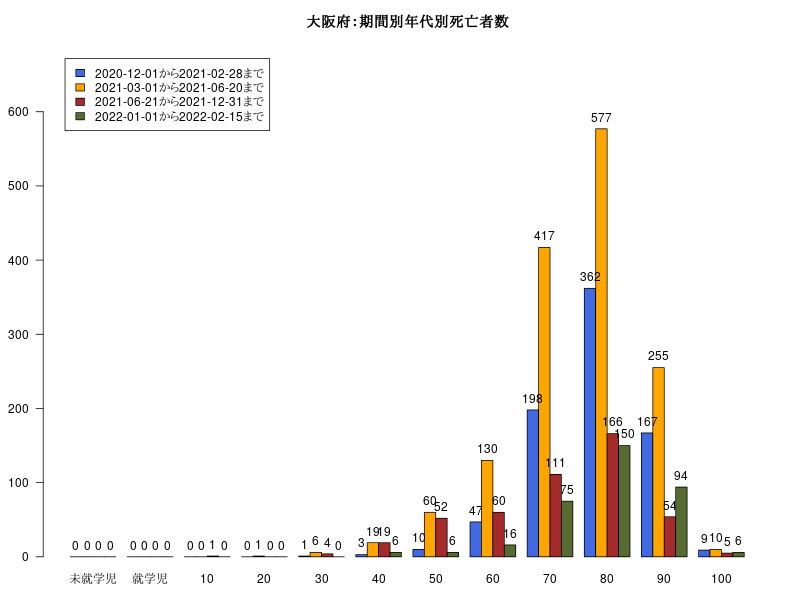 大阪府：期間別年代別死亡者数
2020-12-01から2021-02-28まで
2021-03-01から2021-06-20まで
2021-06-21から2021-12-31まで
2022-01-01から2022-02-15まで
600
500
400
300
200
100
0
0 0 0 0
0 0 0 0
0 0 1 0
0 1 0 0
1 6 4 0
3 19 19 6
10 60 52 6
47 130 60 16
198 417 111 75
362 577 166 150
167 255 54 94
9 10 5 6
未就学児 就学児 10 20 30 40 50 60 70 80 90 100